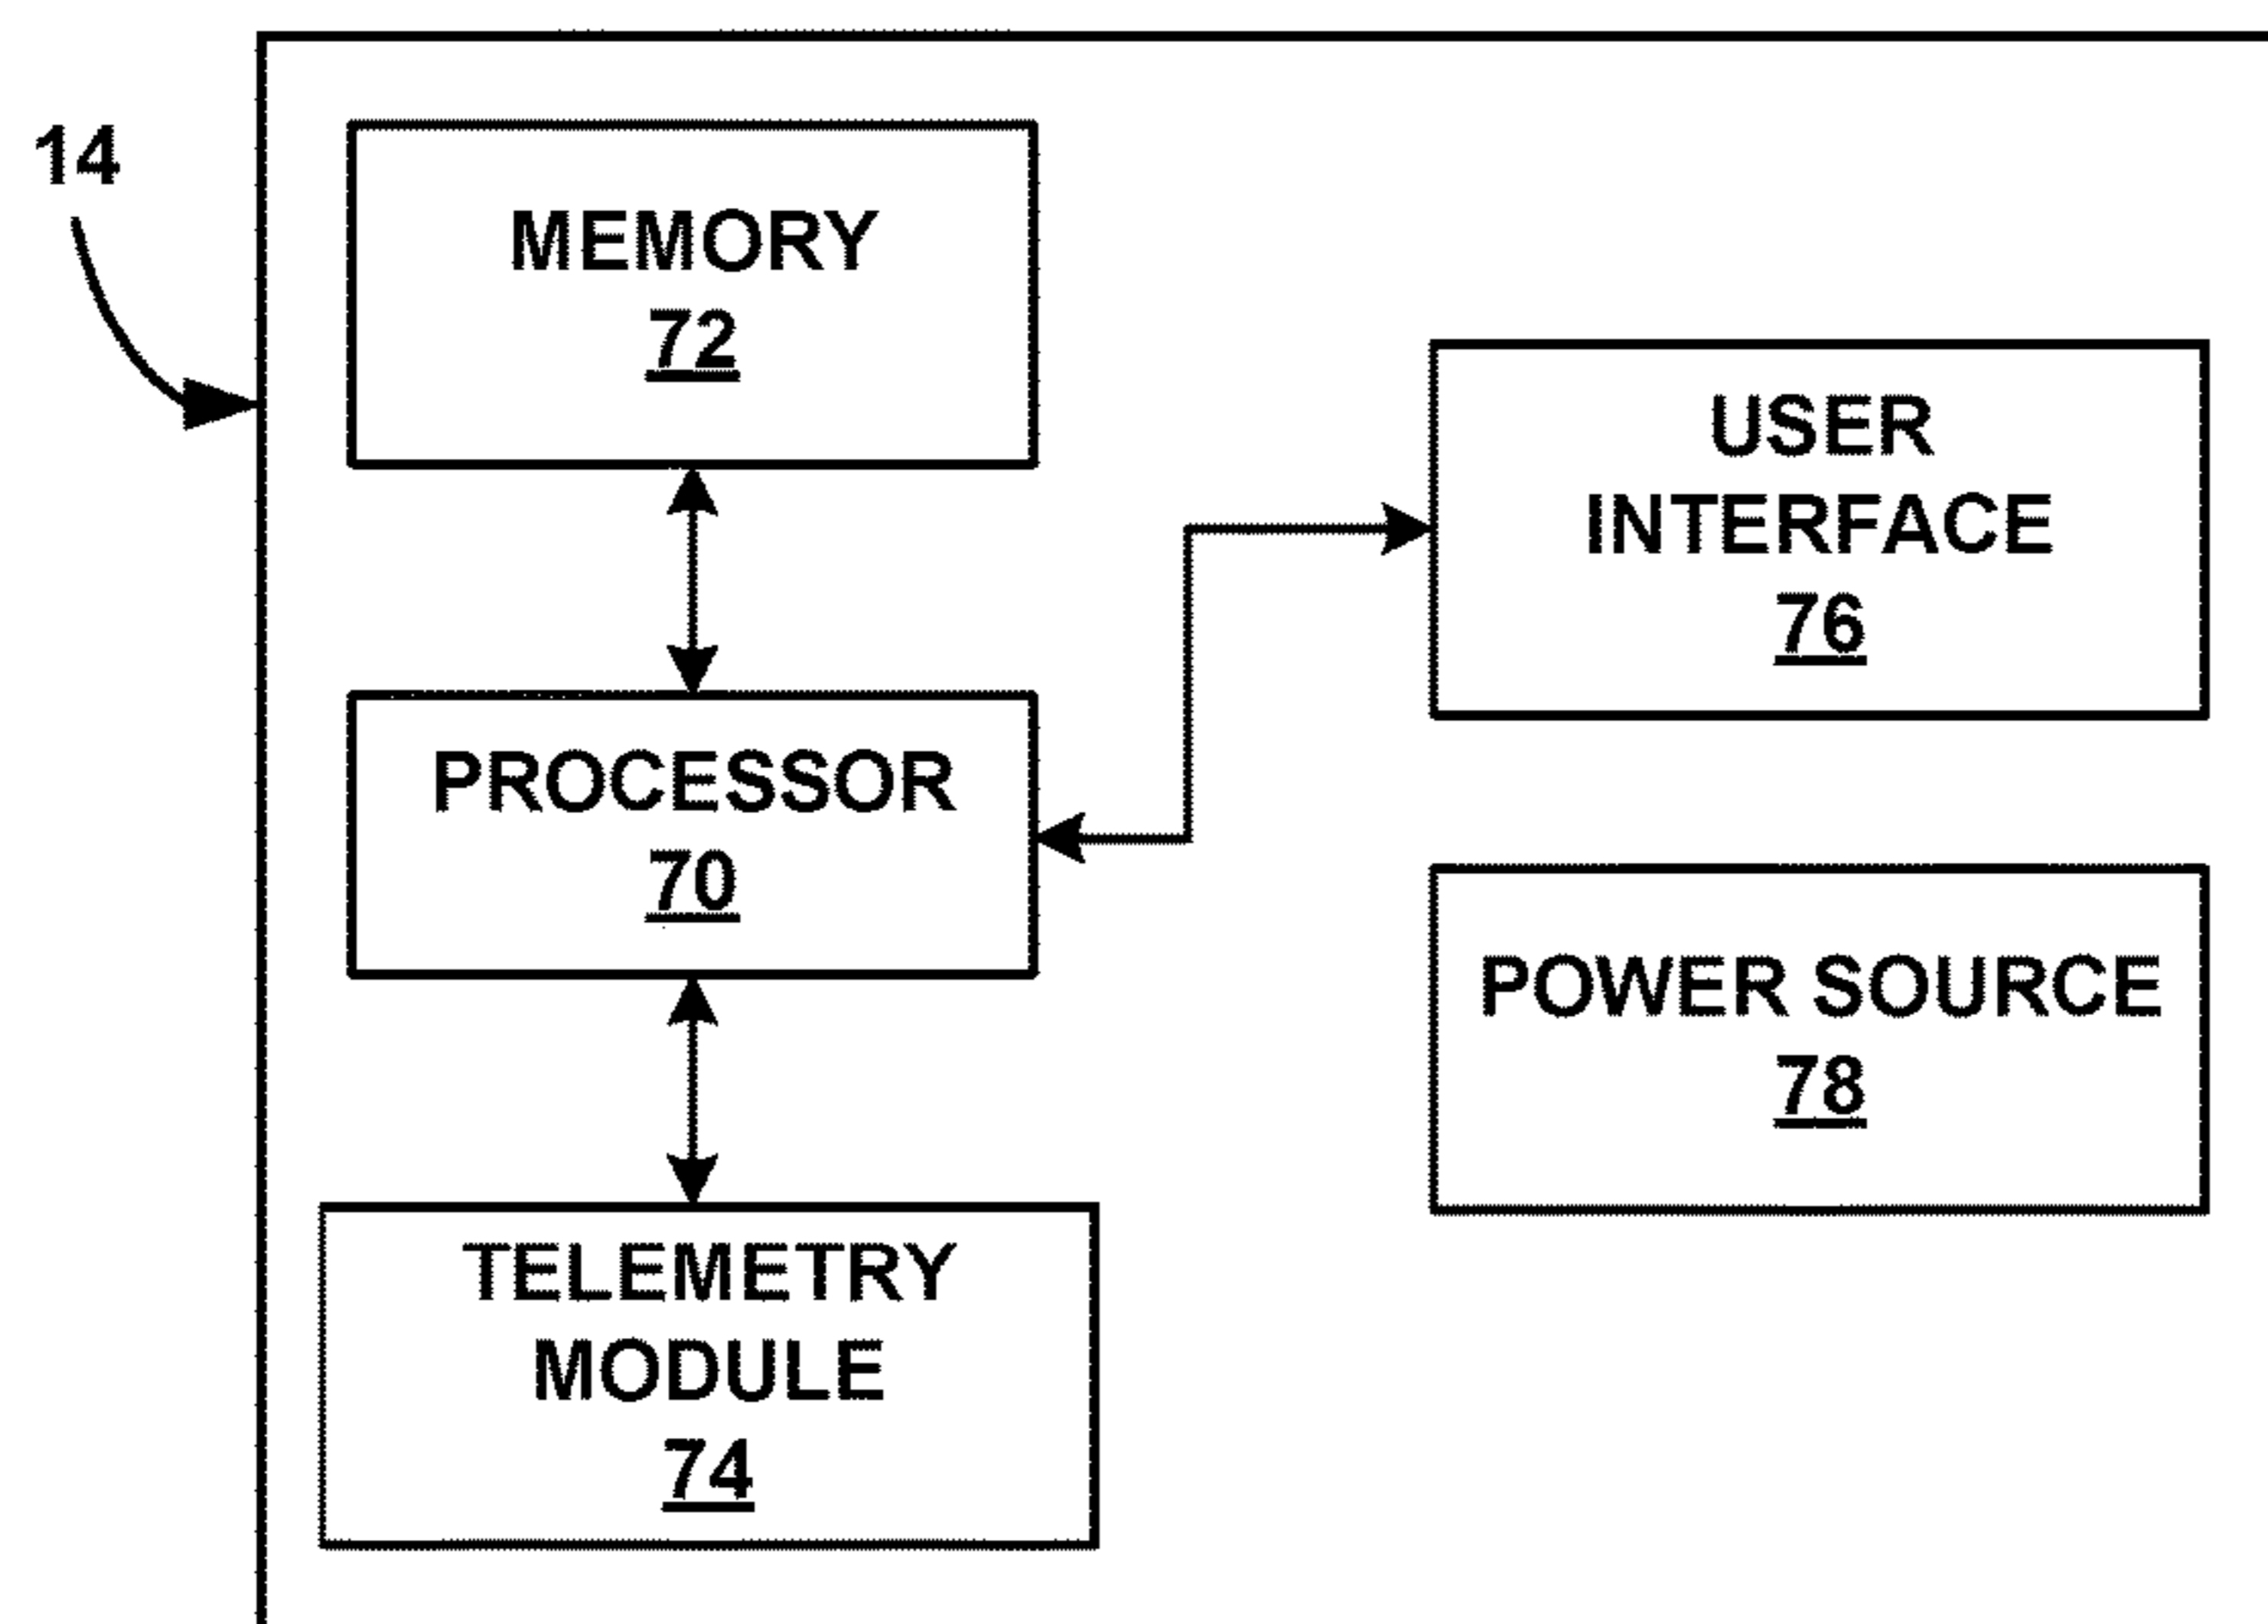 14
MEMORY
72
USER
INTERFACE
76
PROCESSOR
70
POWER SOURCE
78
TELEMETRY
MODULE
74